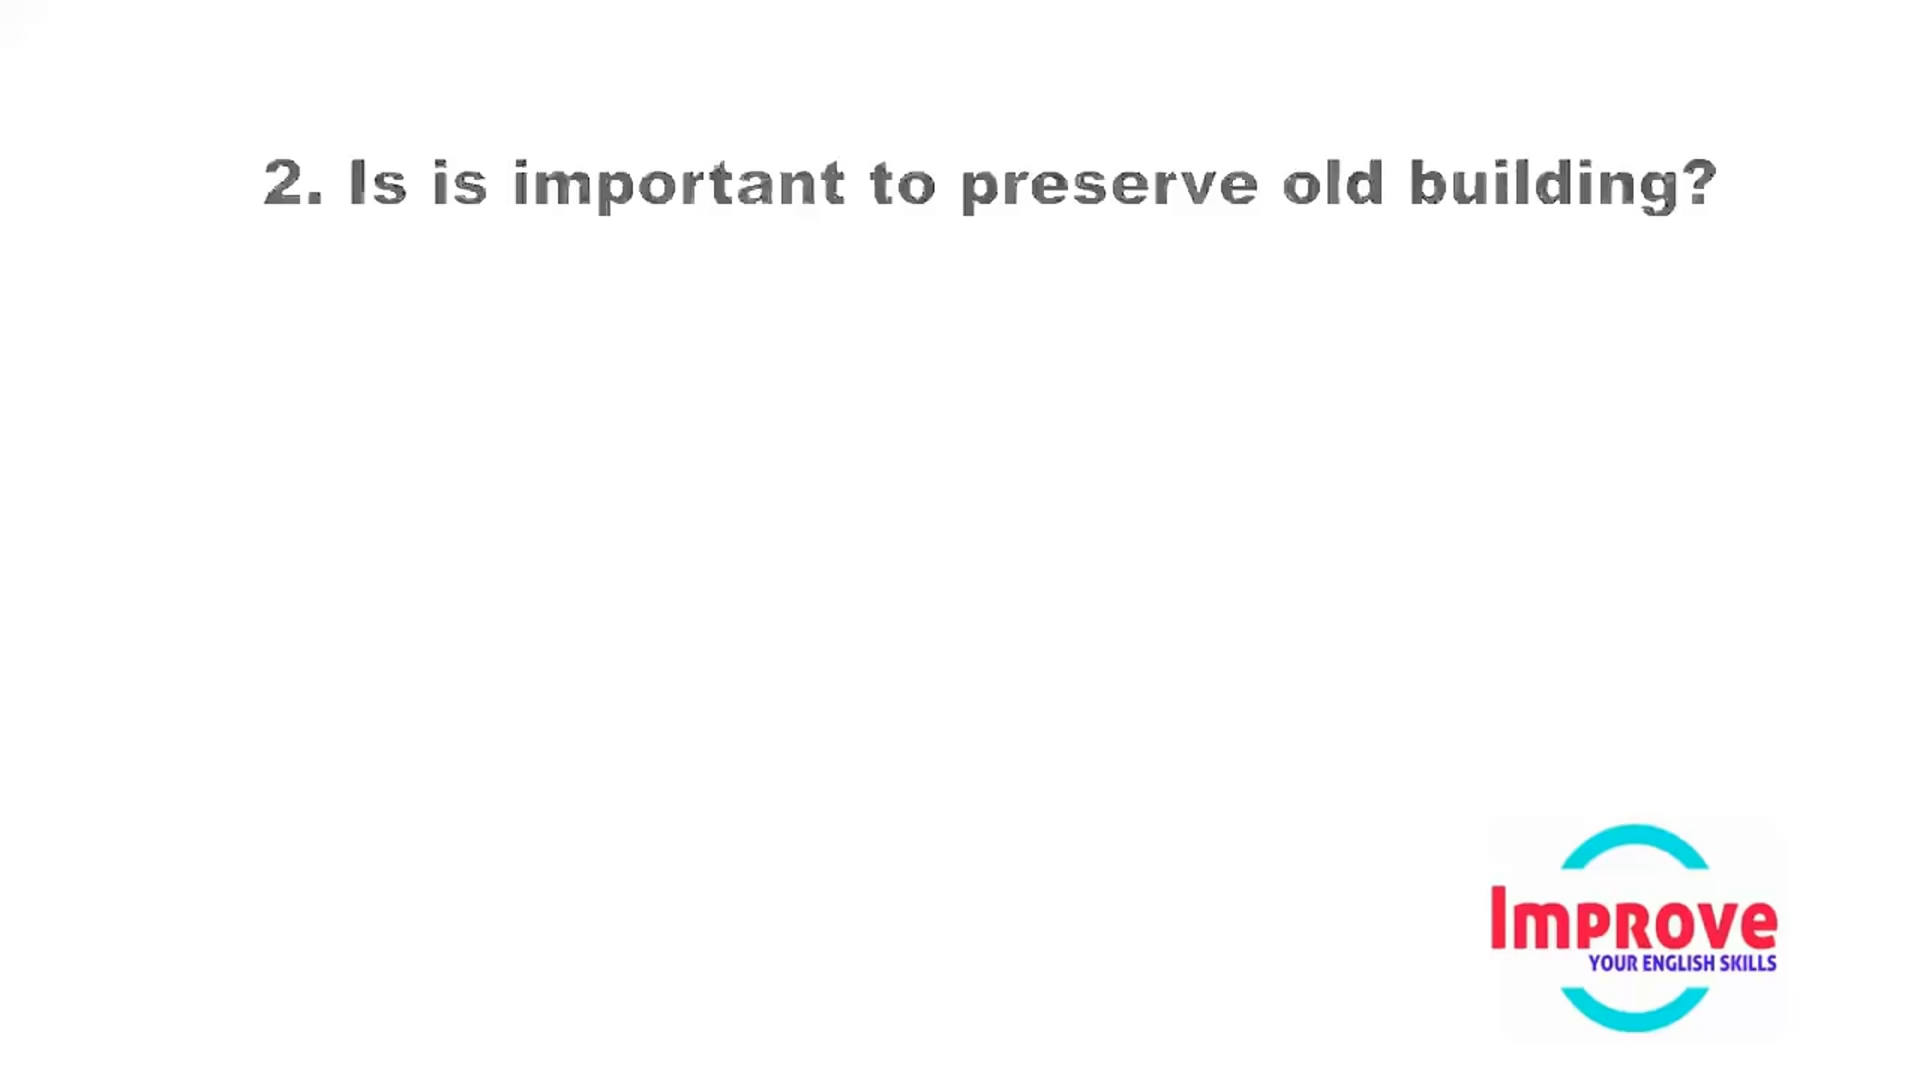 2. Is is important to preserve old building?
Improve
YOUR ENGLISH SKILLS